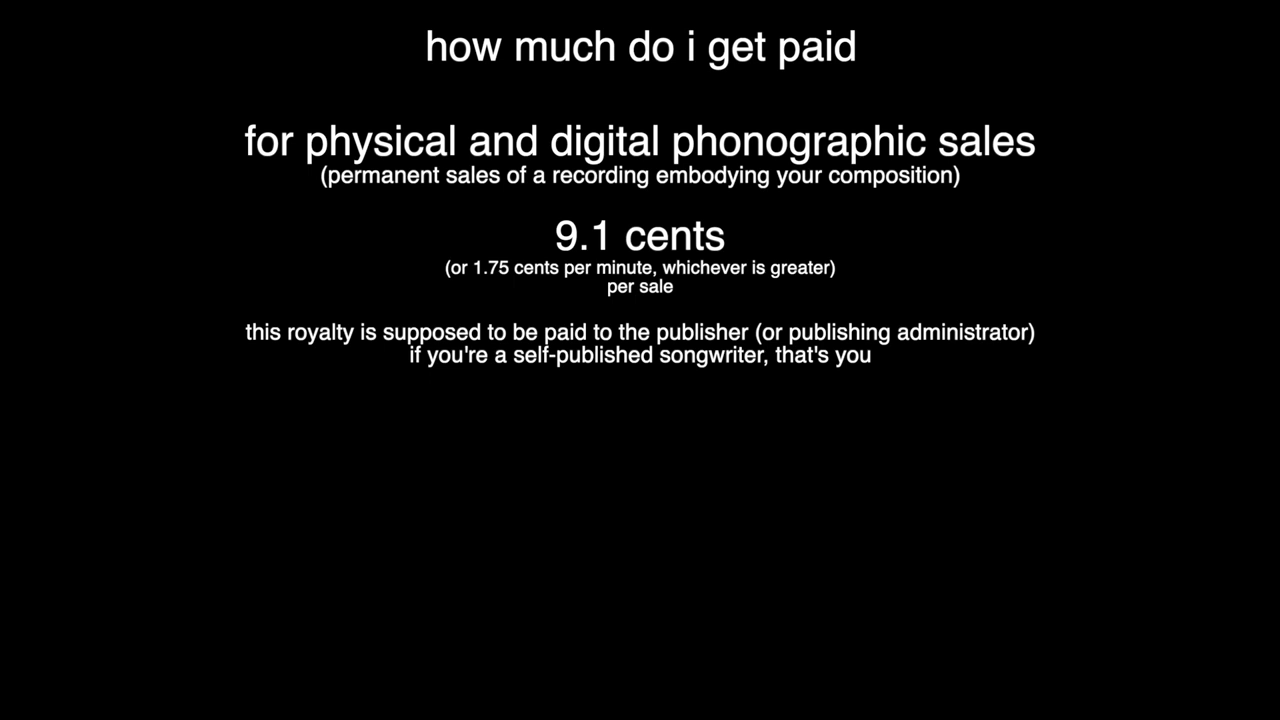 how much do i get paid
for physical and digital phonographic sales
(permanent sales of a recording embodying your composition)
9.1 cents
(or 1.75 cents per minute, whichever is greater)
per sale
this royalty is supposed to be paid to the publisher (or publishing administrator)
if you're a self-published songwriter, that's you